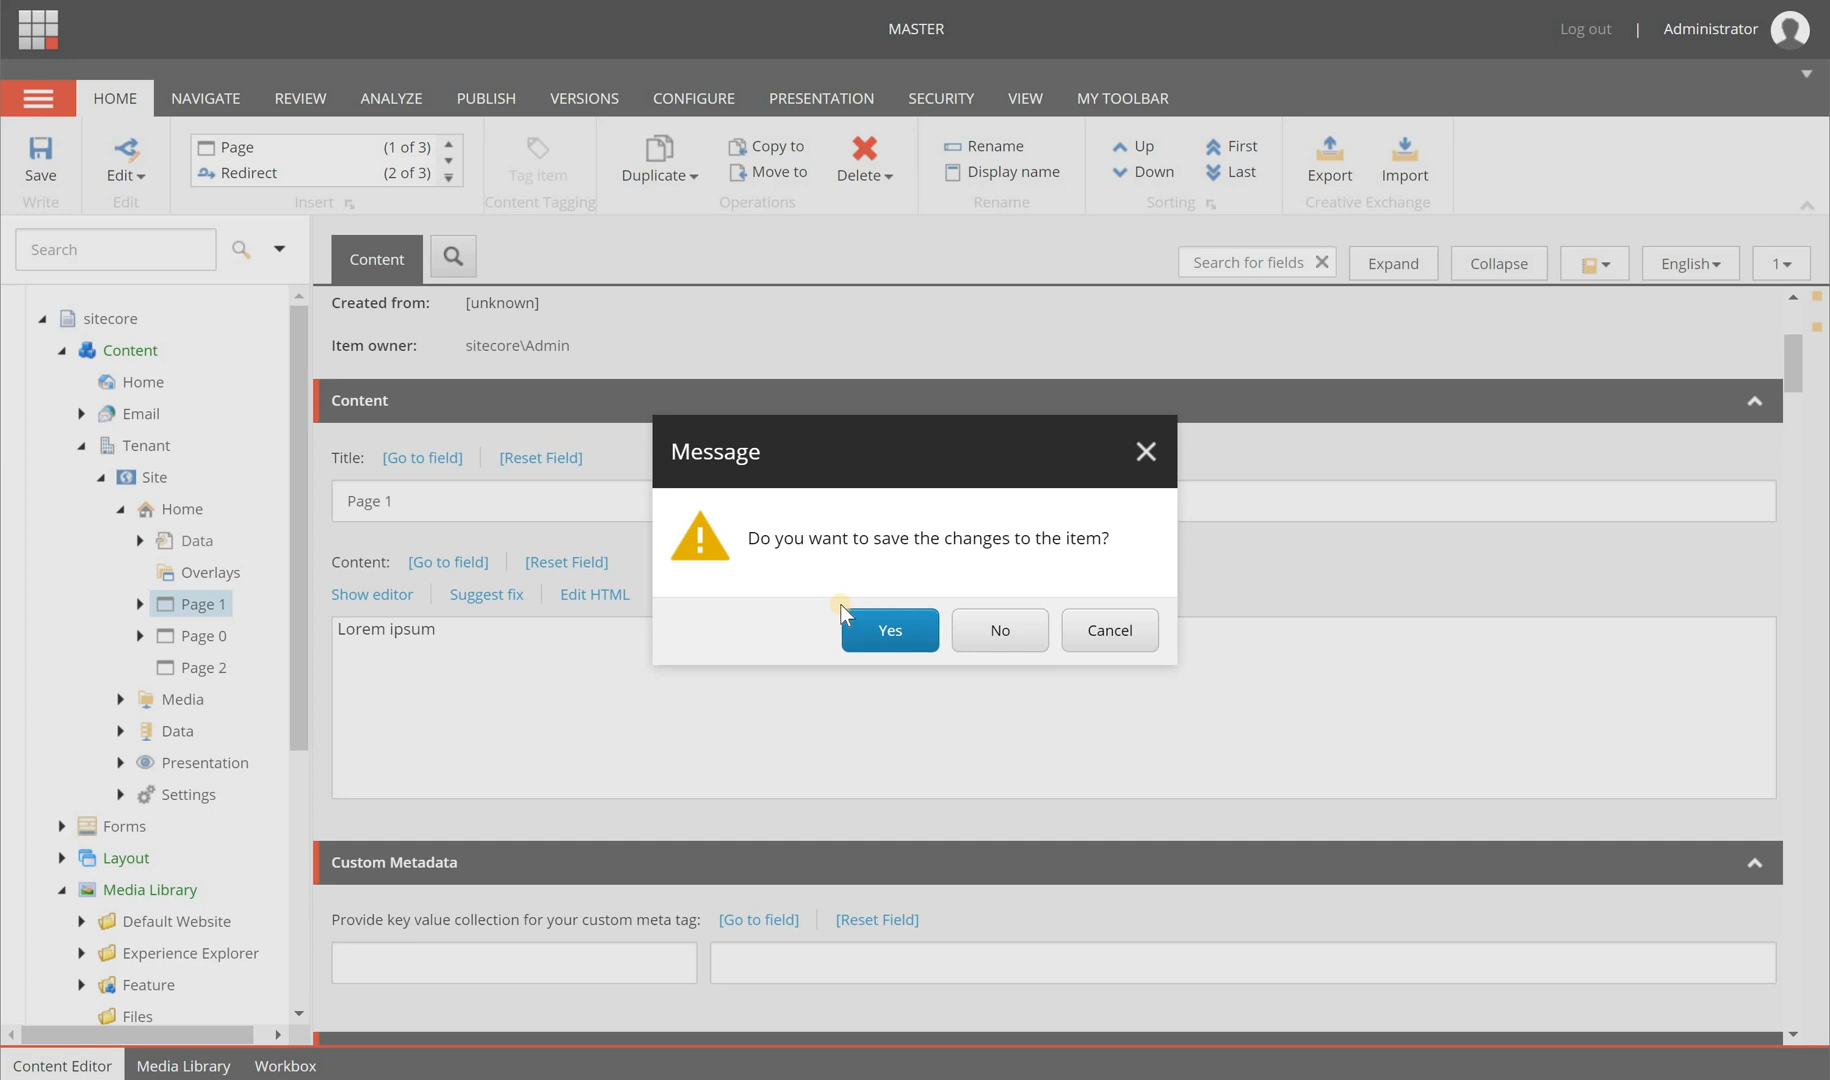 MASTER
Log out | Administrator
HOME NAVIGATE REVIEW ANALYZE PUBLISH VERSIONS CONFIGURE PRESENTATION SECURITY VIEW MY TOOLBAR
Save
Write
Edit
Edit
Page (1 of 3)
Redirect (2 of 3)
Insert
Tag item
Content Tagging
Duplicate
Copy to
Move to
Delete
Operations
Rename
Display name
Rename
Up First
Down Last
Sorting
Export Import
Creative Exchange
Search
sitecore
Content
Home
Email
Tenant
Site
Home
Data
Overlays
Page 1
Page 0
Page 2
Media
Data
Presentation
Settings
Forms
Layout
Media Library
Default Website
Experience Explorer
Feature
Files
Content
Search for fields Expand Collapse English 1
Created from: [unknown]
Item owner: sitecore\Admin
Content
Title: [Go to field] [Reset Field]
Page 1
Content: [Go to field] [Reset Field]
Show editor Suggest fix Edit HTML
Lorem ipsum
Message
Do you want to save the changes to the item?
Yes No Cancel
Custom Metadata
Provide key value collection for your custom meta tag: [Go to field] [Reset Field]
Content Editor Media Library Workbox